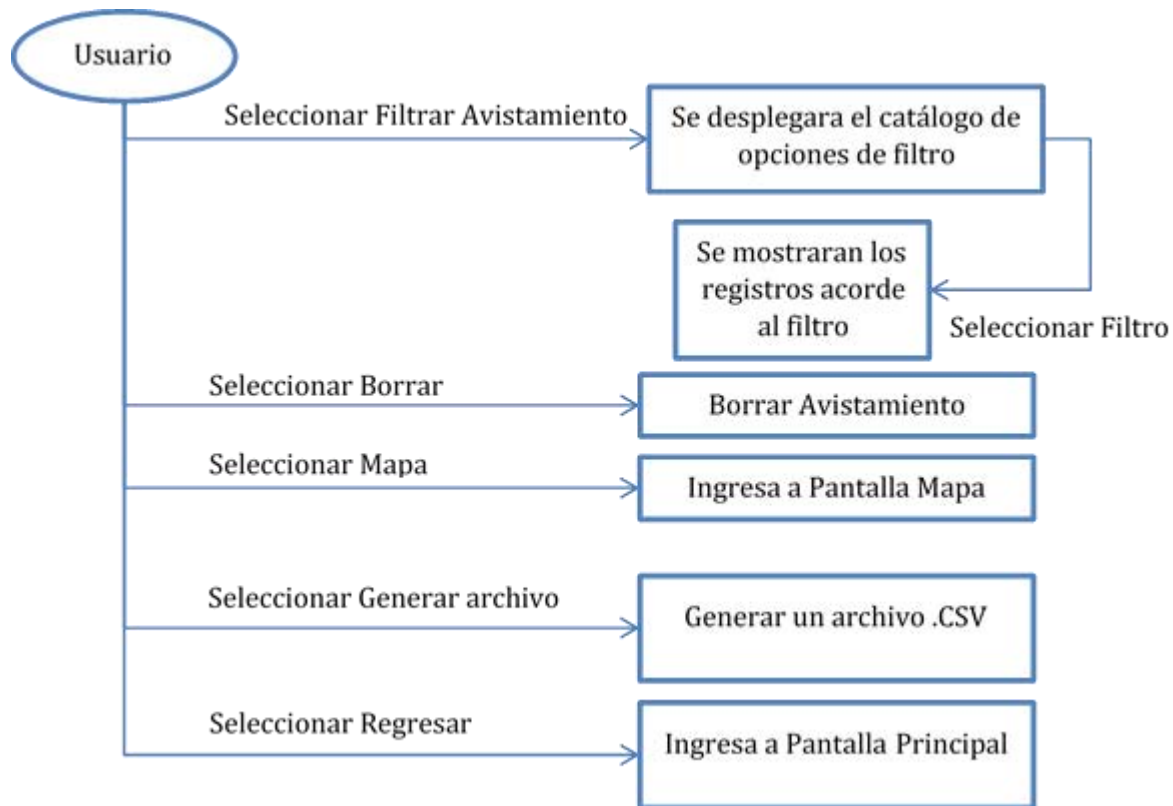 Usuario
Seleccionar Filtrar Avistamiento
Se desplegara el catálogo de
opciones de filtro
Se mostraran los
registros acorde
al filtro
Seleccionar Filtro
Seleccionar Borrar
Borrar Avistamiento
Seleccionar Mapa
Ingresa a Pantalla Mapa
Seleccionar Generar archivo
Generar un archivo .CSV
Seleccionar Regresar
Ingresa a Pantalla Principal